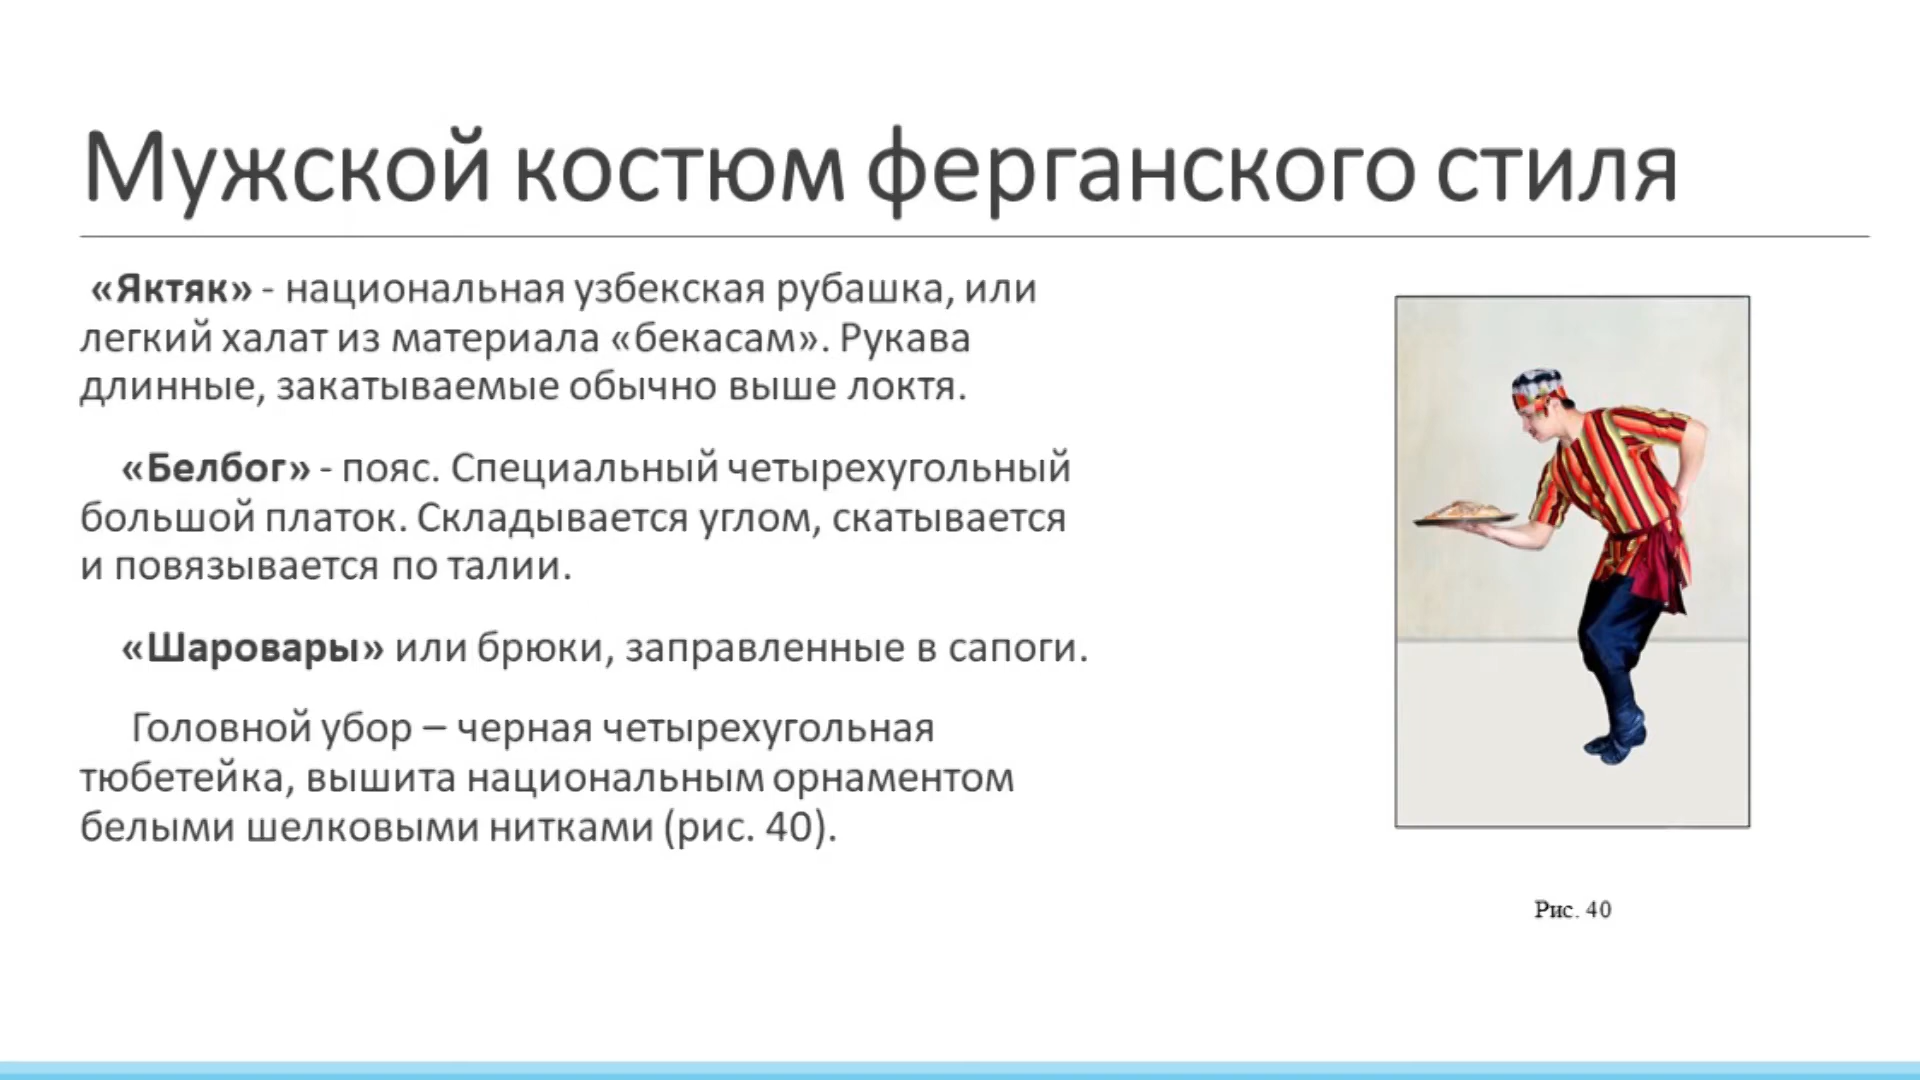 Мужской костюм ферганского стиля
«Яктяк» - национальная узбекская рубашка, или
легкий халат из материала «бекасам». Рукава
длинные, закатываемые обычно выше локтя.
«Белбог» - пояс. Специальный четырехугольный
большой платок. Складывается углом, скатывается
и повязывается по талии.
«Шаровары» или брюки, заправленные в сапоги.
Головной убор – черная четырехугольная
тюбетейка, вышита национальным орнаментом
белыми шелковыми нитками (рис. 40).
Рис. 40